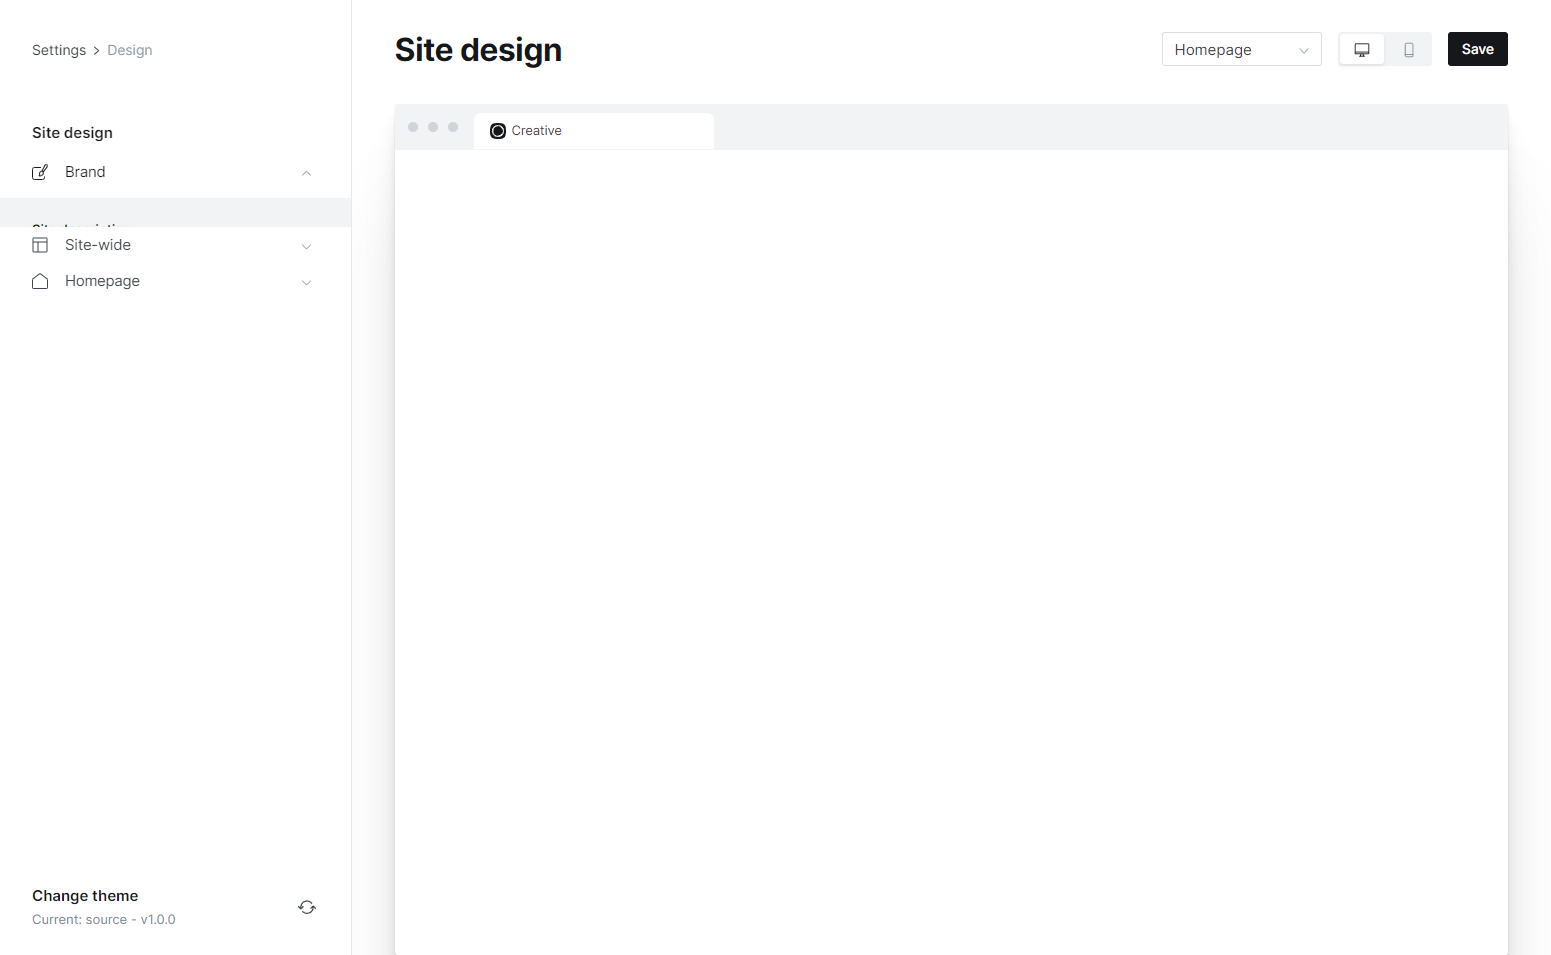 Settings > Design
Site design
Homepage
Save
Creative
Site design
Brand
Site-wide
Homepage
Change theme
Current: source - v1.0.0